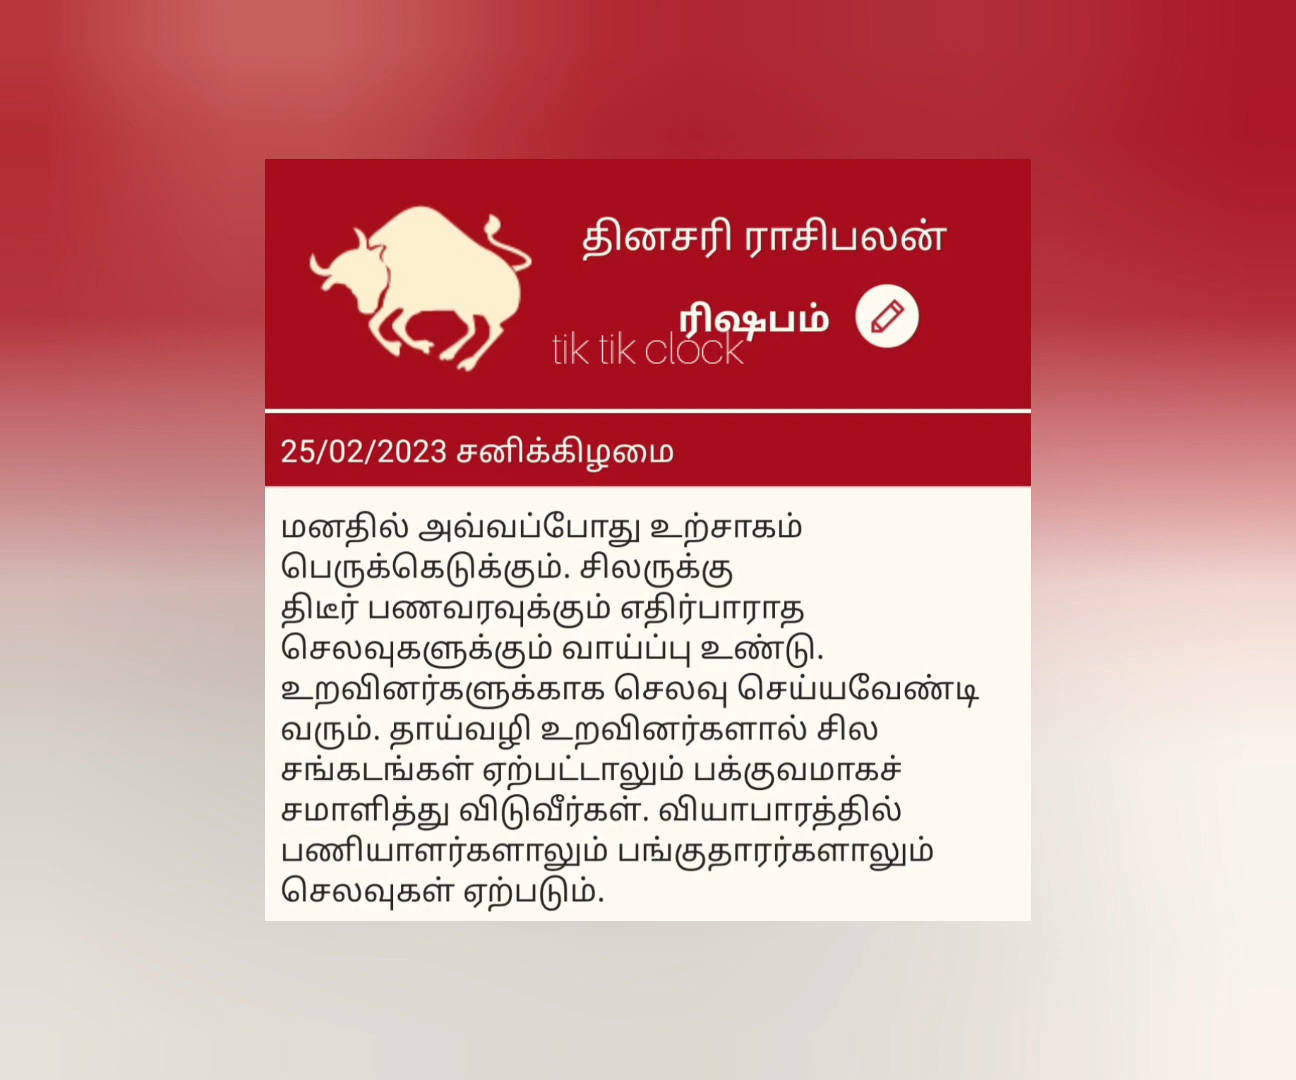 தினசரி ராசிபலன்
ரிஷபம்
tik tik clock
25/02/2023 சனிக்கிழமை
மனதில் அவ்வப்போது உற்சாகம்
பெருக்கெடுக்கும். சிலருக்கு
திடீர் பணவரவுக்கும் எதிர்பாராத
செலவுகளுக்கும் வாய்ப்பு உண்டு.
உறவினர்களுக்காக செலவு செய்யவேண்டி
வரும். தாய்வழி உறவினர்களால் சில
சங்கடங்கள் ஏற்பட்டாலும் பக்குவமாகச்
சமாளித்து விடுவீர்கள். வியாபாரத்தில்
பணியாளர்களாலும் பங்குதாரர்களாலும்
செலவுகள் ஏற்படும்.